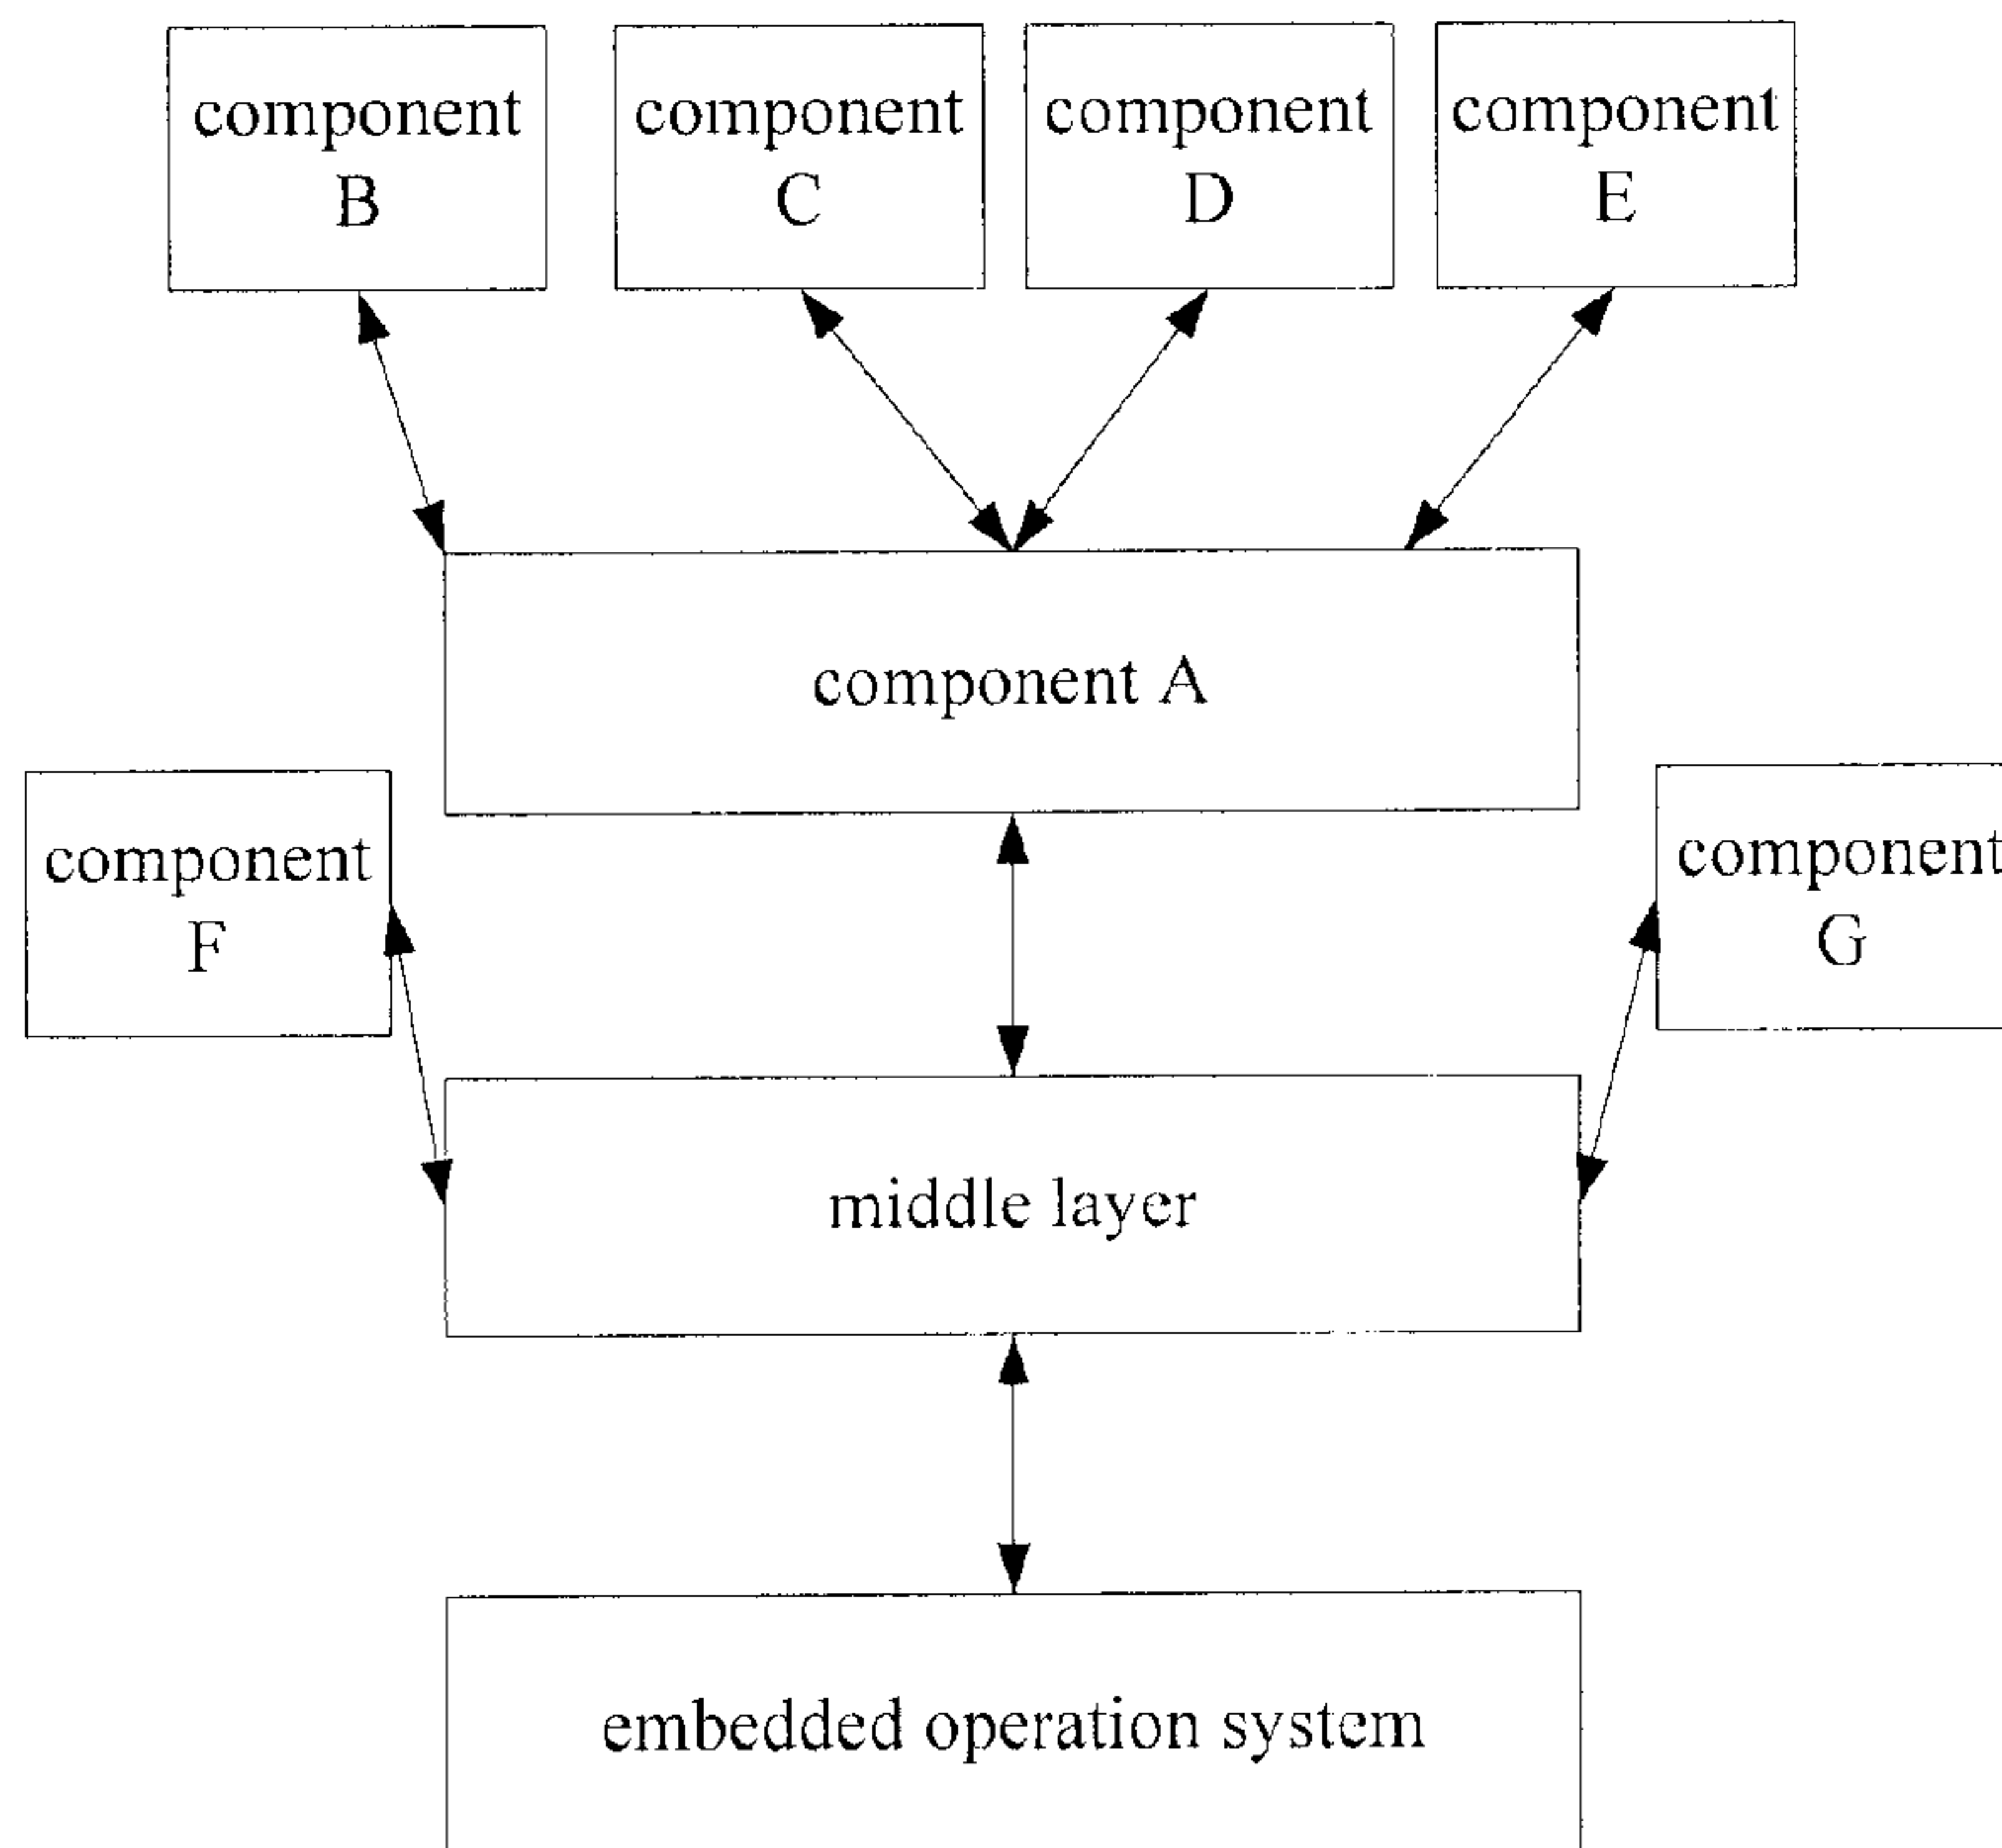 component
B
component
C
component
D
component
E
component A
component
F
component
G
middle layer
embedded operation system